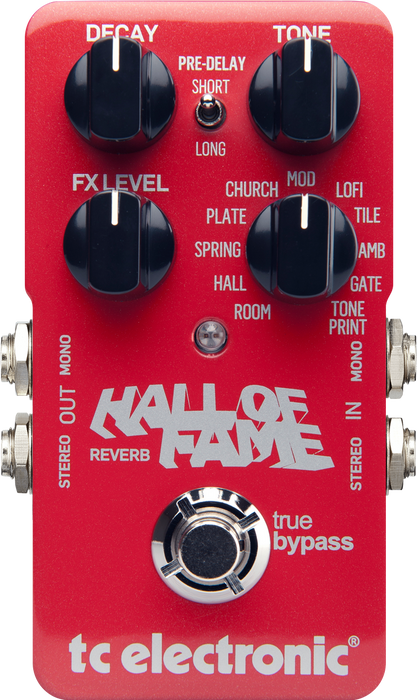 DECAY
PRE-DELAY
TONE
SHORT
LONG
FX LEVEL
CHURCH
MOD
LOFI
PLATE
TILE
SPRING
AMB
HALL
GATE
ROOM
TONE
PRINT
MONO
OUT
STEREO
MONO
IN
STEREO
HALL OF
FAME
REVERB
true
bypass
tc electronic®